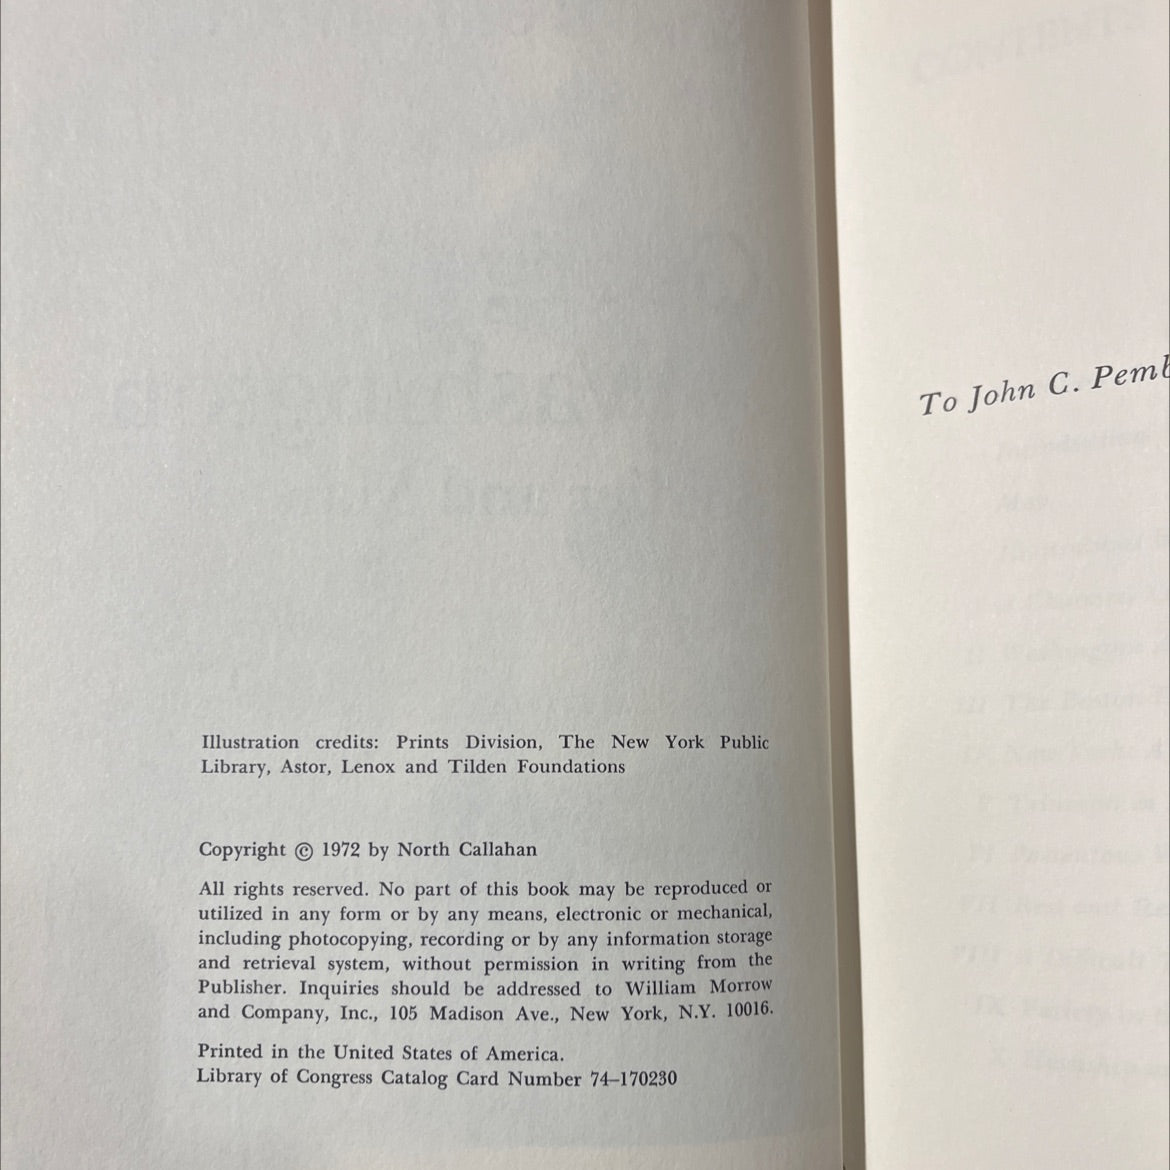 Illustration credits: Prints Division, The New York Public
Library, Astor, Lenox and Tilden Foundations
Copyright © 1972 by North Callahan
All rights reserved. No part of this book may be reproduced or
utilized in any form or by any means, electronic or mechanical,
including photocopying, recording or by any information storage
and retrieval system, without permission in writing from the
Publisher. Inquiries should be addressed to William Morrow
and Company, Inc., 105 Madison Ave., New York, N.Y. 10016.
Printed in the United States of America.
Library of Congress Catalog Card Number 74–170230
To John C. Pemb